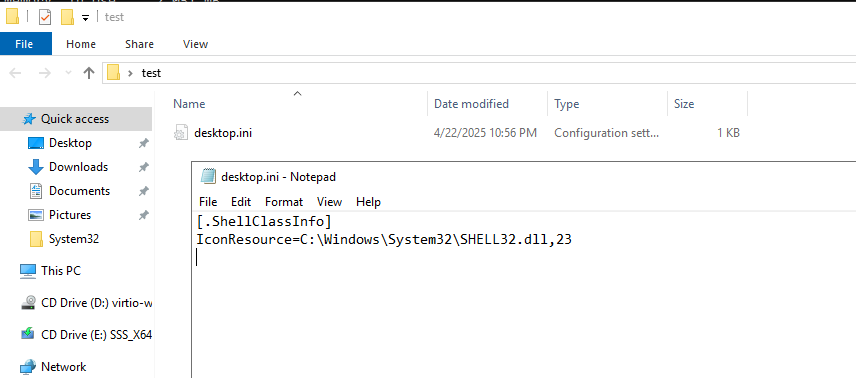 test
File Home Share View
test
Name Date modified Type Size
Quick access
desktop.ini 4/22/2025 10:56 PM Configuration sett... 1 KB
Desktop
Downloads
Documents
Pictures
System32
This PC
CD Drive (D:) virtio-w
CD Drive (E:) SSS_X64
Network
desktop.ini - Notepad
File Edit Format View Help
[.ShellClassInfo]
IconResource=C:\Windows\System32\SHELL32.dll,23